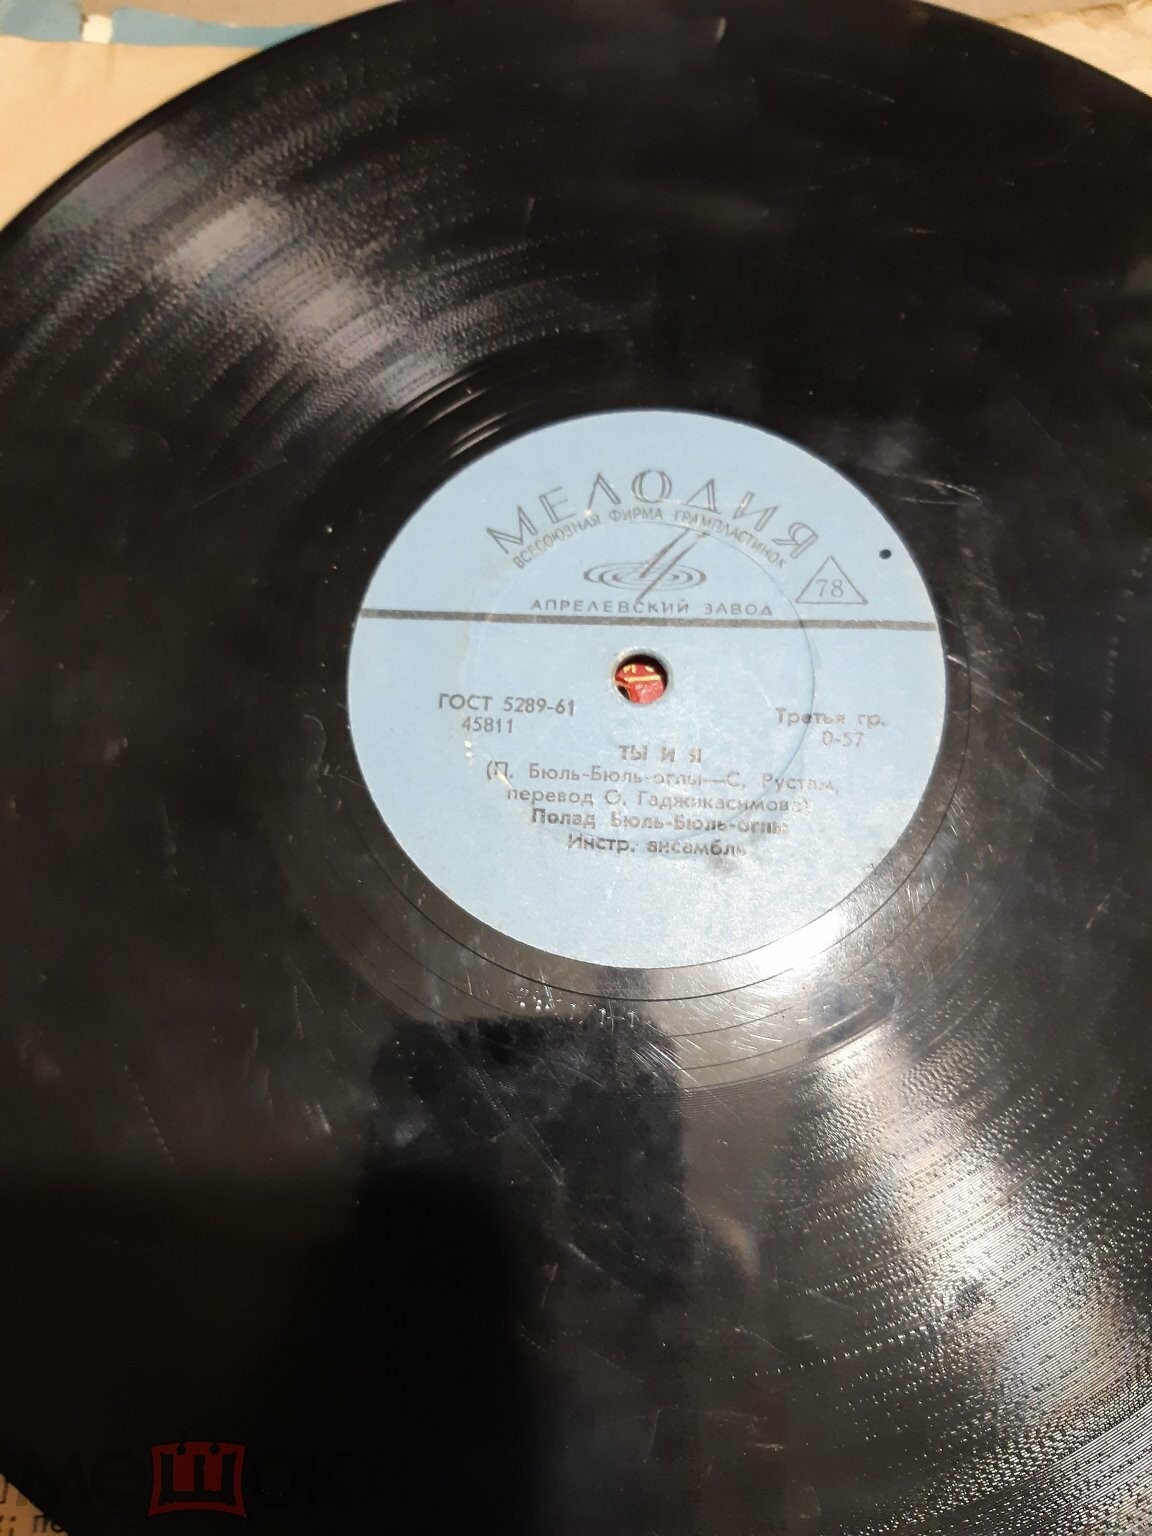 МЕЛОДИЯ
ВСЕСОЮЗНАЯ ФИРМА ГРАМПЛАСТИНОК
78
АПРЕЛЕВСКИЙ ЗАВОД
ГОСТ 5289-61
45811
Третья гр.
0-57
ТЫ И Я
(П. Бюль-Бюль-оглы—С. Рустам,
перевод О. Гаджикасимова)
Полад Бюль-Бюль-оглы
Инстр. ансамбль
мешок